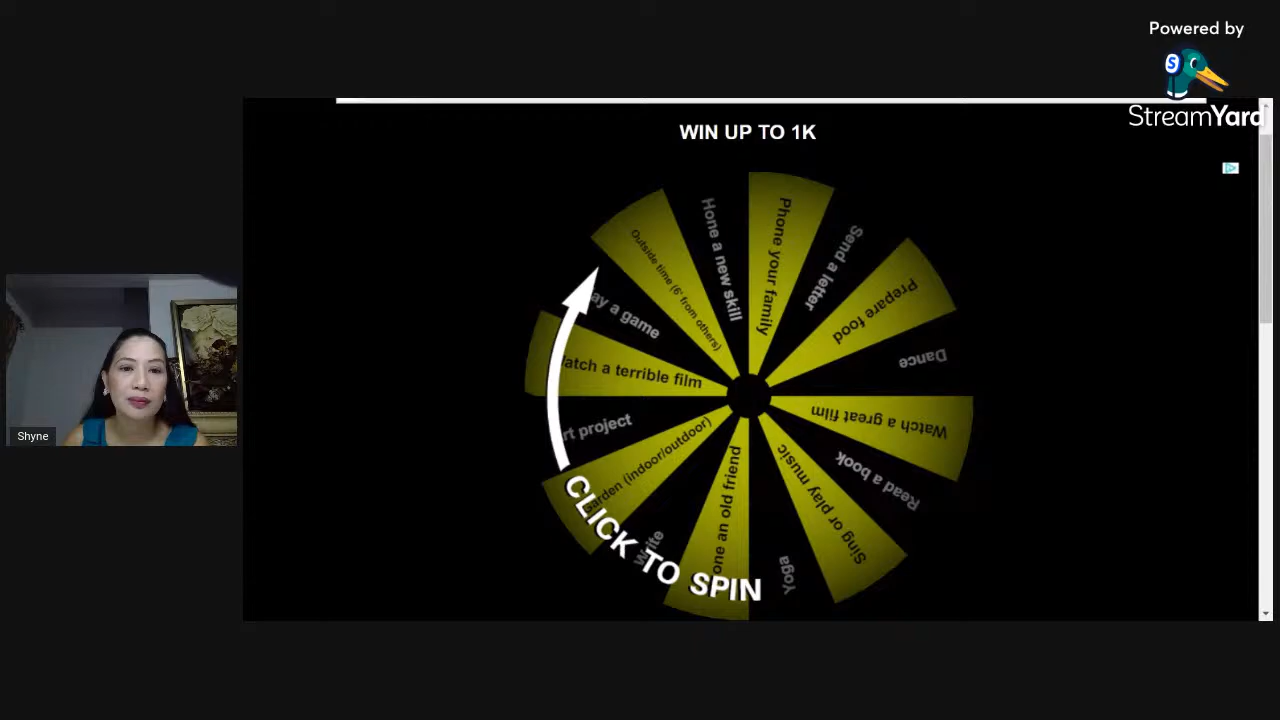 Powered by
StreamYard
WIN UP TO 1K
Phone your family
Send a letter
Prepare food
Dance
Watch a great film
Read a book
Sing or play music
Yoga
one an old friend
Write
Garden (indoor/outdoor)
rt project
atch a terrible film
ay a game
Outside time (6' from others)
Hone a new skill
CLICK TO SPIN
Shyne